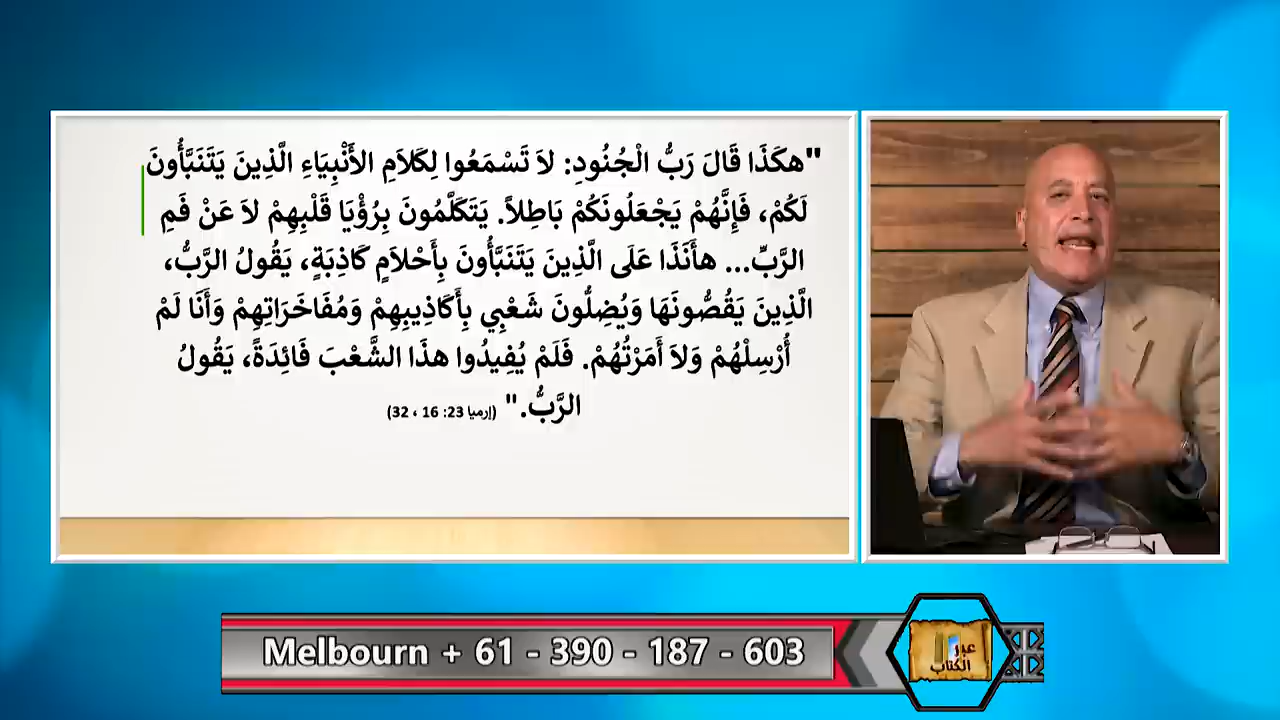 "هكَذَا قَالَ رَبُّ الْجُنُودِ: لاَ تَسْمَعُوا لِكَلاَمِ الأَنْبِيَاءِ الَّذِينَ يَتَنَبَّأُونَ
لَكُمْ، فَإِنَّهُمْ يَجْعَلُونَكُمْ بَاطِلاً. يَتَكَلَّمُونَ بِرُؤْيَا قَلْبِهِمْ لاَ عَنْ فَمِ
الرَّبِّ... هأَنَذَا عَلَى الَّذِينَ يَتَنَبَّأُونَ بِأَحْلاَمٍ كَاذِبَةٍ، يَقُولُ الرَّبُّ،
الَّذِينَ يَقُصُّونَهَا وَيُضِلُّونَ شَعْبِي بِأَكَاذِيبِهِمْ وَمُفَاخَرَاتِهِمْ وَأَنَا لَمْ
أُرْسِلْهُمْ وَلاَ أَمَرْتُهُمْ. فَلَمْ يُفِيدُوا هذَا الشَّعْبَ فَائِدَةً، يَقُولُ
الرَّبُّ." (إرميا 23: 16 ، 32)
Melbourn + 61 - 390 - 187 - 603
عبر
الكتاب